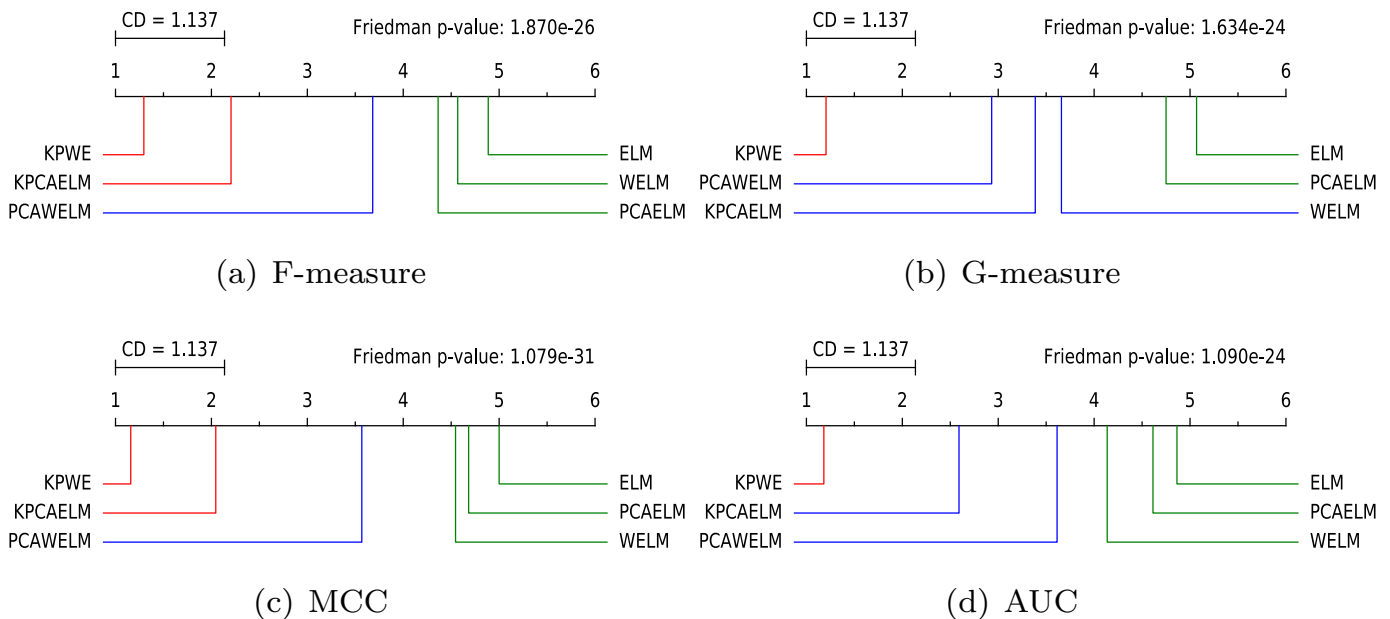 CD = 1.137
Friedman p-value: 1.870e-26
1 2 3 4 5 6
KPWE
KPCAELM
PCAWELM
ELM
WELM
PCAELM
(a) F-measure
CD = 1.137
Friedman p-value: 1.634e-24
1 2 3 4 5 6
KPWE
PCAWELM
KPCAELM
ELM
PCAELM
WELM
(b) G-measure
CD = 1.137
Friedman p-value: 1.079e-31
1 2 3 4 5 6
KPWE
KPCAELM
PCAWELM
ELM
PCAELM
WELM
(c) MCC
CD = 1.137
Friedman p-value: 1.090e-24
1 2 3 4 5 6
KPWE
KPCAELM
PCAWELM
ELM
PCAELM
WELM
(d) AUC